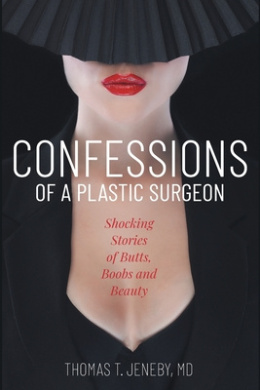 CONFESSIONS
OF A PLASTIC SURGEON
Shocking
Stories
of Butts,
Boobs and
Beauty
THOMAS T. JENEBY, MD